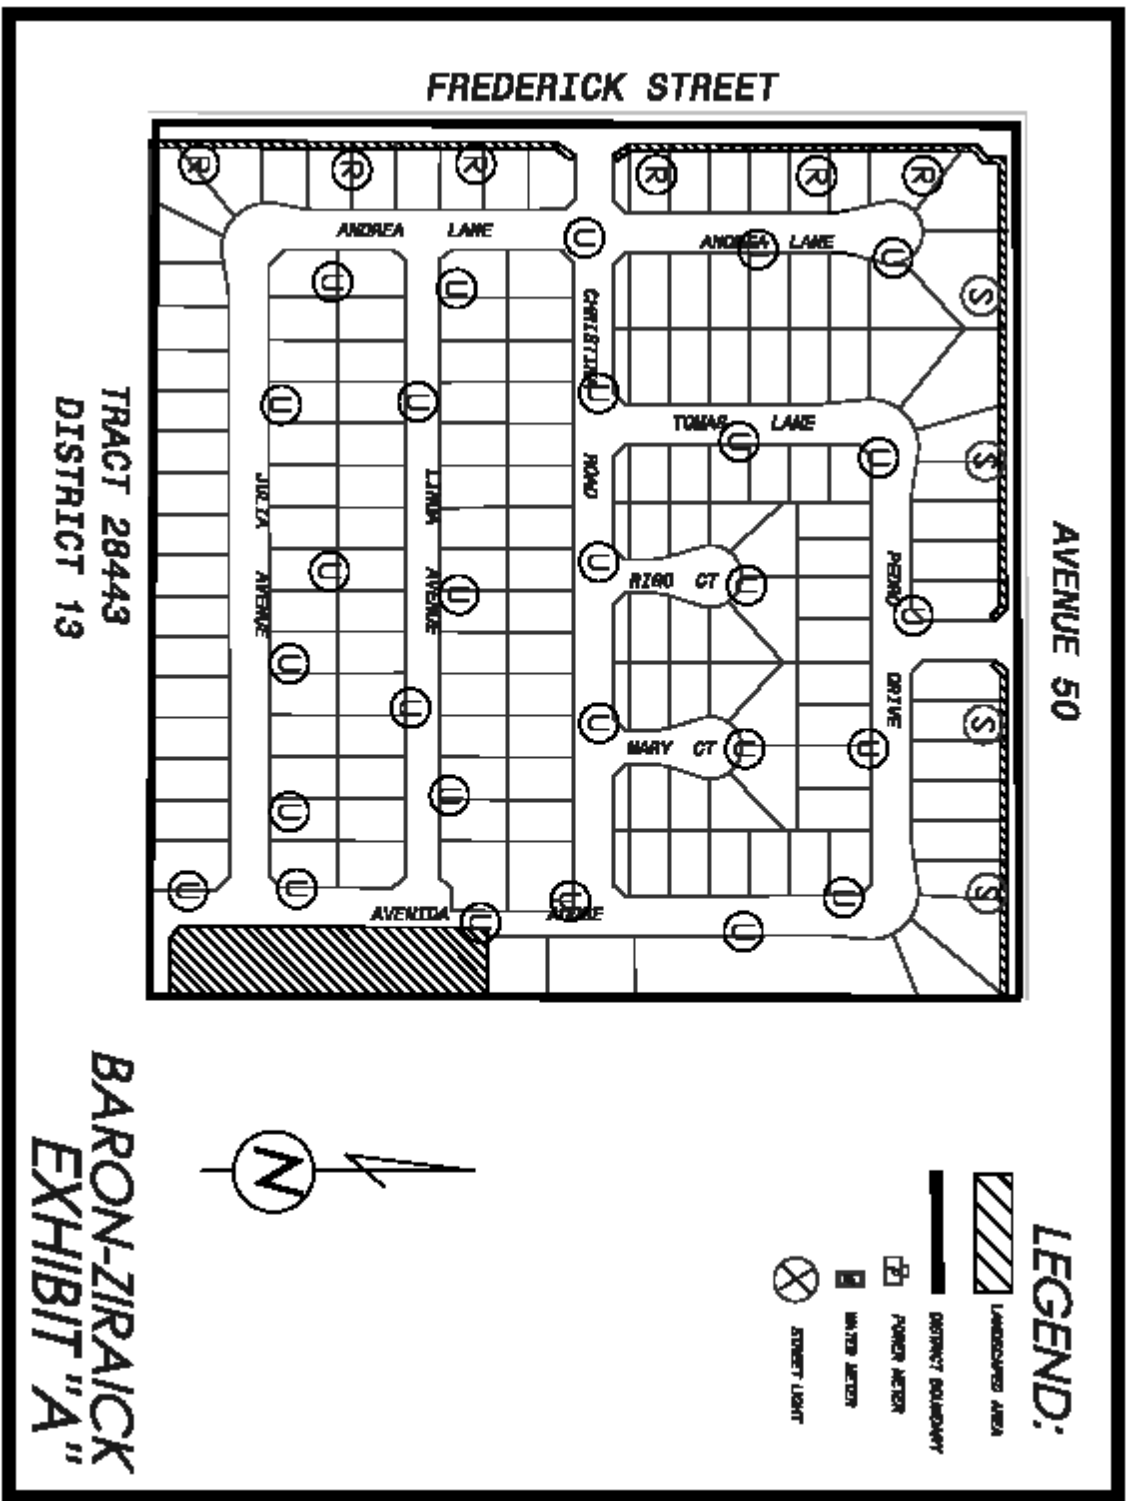 FREDERICK STREET
AVENUE 50
TRACT 28443
DISTRICT 13
R
R
R
R
R
R
ANDREA LANE
ANDREA LANE
U
U
U
U
U
S
CHRISTINA ROAD
U
U
U
TOMAS LANE
U
U
S
JULIA AVENUE
LINDA AVENUE
PEDRO DRIVE
U
RIGO CT
U
U
U
U
U
U
U
MARY CT
U
U
S
U
U
U
U
U
U
U
S
AVENIDA
U
U
N
LEGEND:
LANDSCAPED AREA
DISTRICT BOUNDARY
P
POWER METER
WATER METER
STREET LIGHT
BARON-ZIRAICK
EXHIBIT "A"